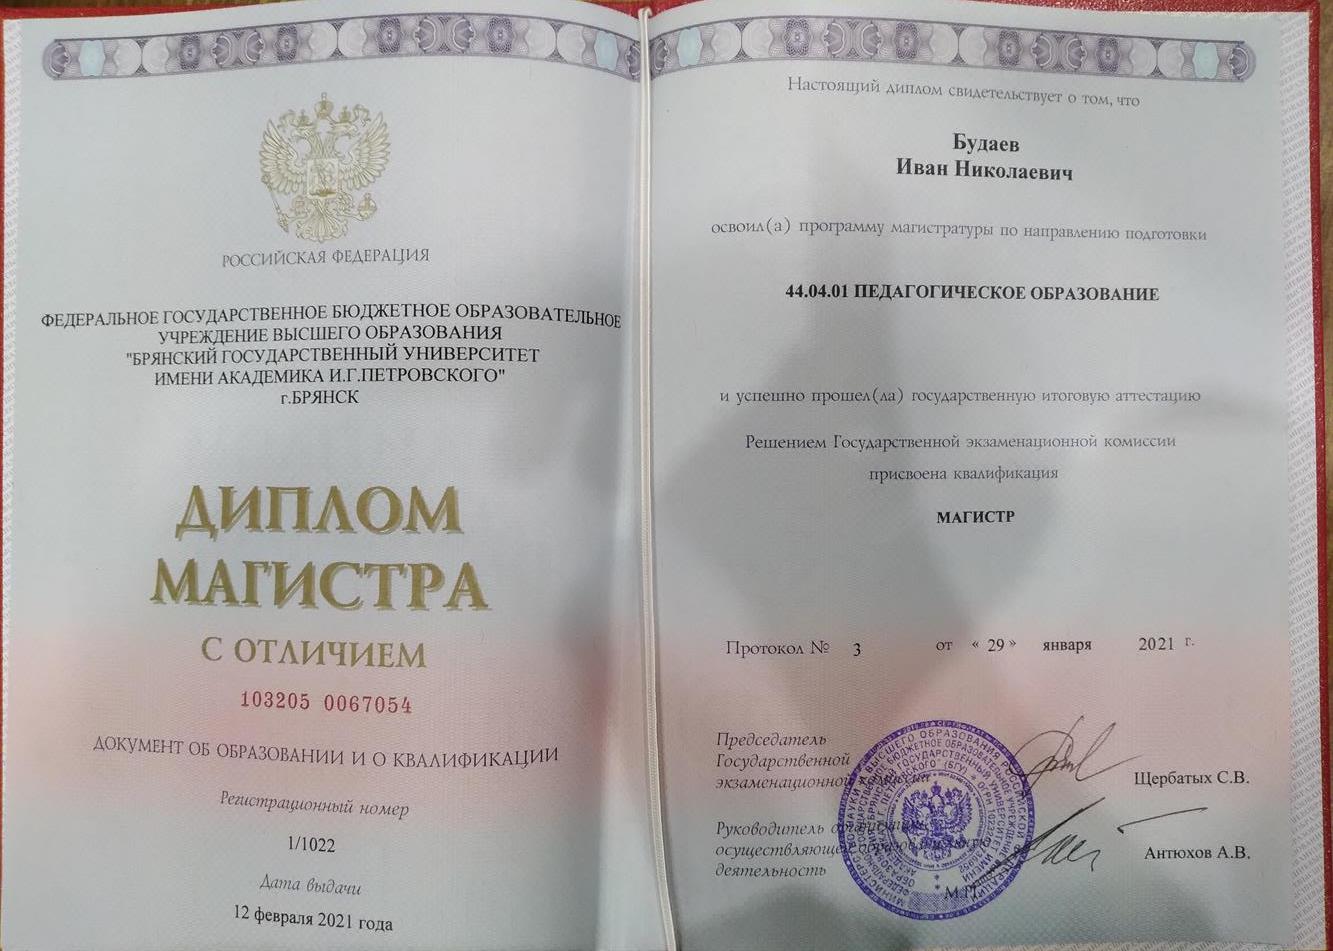 РОССИЙСКАЯ ФЕДЕРАЦИЯ
ФЕДЕРАЛЬНОЕ ГОСУДАРСТВЕННОЕ БЮДЖЕТНОЕ ОБРАЗОВАТЕЛЬНОЕ
УЧРЕЖДЕНИЕ ВЫСШЕГО ОБРАЗОВАНИЯ
"БРЯНСКИЙ ГОСУДАРСТВЕННЫЙ УНИВЕРСИТЕТ
ИМЕНИ АКАДЕМИКА И.Г.ПЕТРОВСКОГО"
г.БРЯНСК
ДИПЛОМ
МАГИСТРА
С ОТЛИЧИЕМ
103205 0067054
ДОКУМЕНТ ОБ ОБРАЗОВАНИИ И О КВАЛИФИКАЦИИ
Регистрационный номер
1/1022
Дата выдачи
12 февраля 2021 года
Настоящий диплом свидетельствует о том, что
Будаев
Иван Николаевич
освоил(а) программу магистратуры по направлению подготовки
44.04.01 ПЕДАГОГИЧЕСКОЕ ОБРАЗОВАНИЕ
и успешно прошел(ла) государственную итоговую аттестацию
Решением Государственной экзаменационной комиссии
присвоена квалификация
МАГИСТР
Протокол № 3 от « 29 » января 2021 г.
Председатель
Государственной
экзаменационной комиссии
Щербатых С.В.
Руководитель организации,
осуществляющей образовательную
деятельность
Антюхов А.В.
М.П.